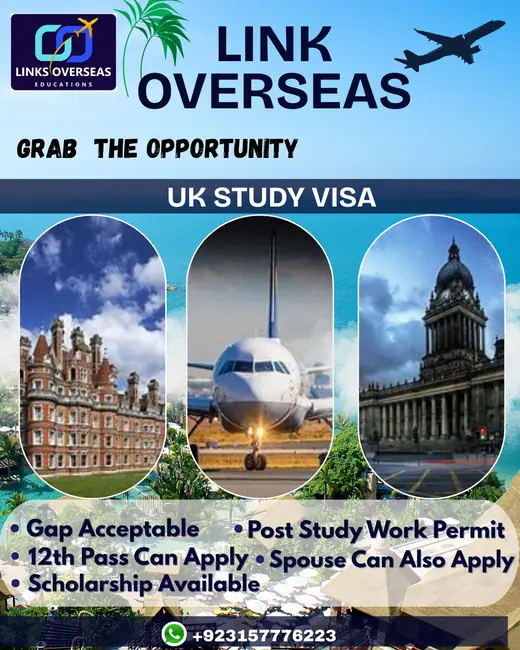 LINKS OVERSEAS
EDUCATIONS
LINK
OVERSEAS
GRAB THE OPPORTUNITY
UK STUDY VISA
• Gap Acceptable
• 12th Pass Can Apply
• Scholarship Available
• Post Study Work Permit
• Spouse Can Also Apply
+923157776223